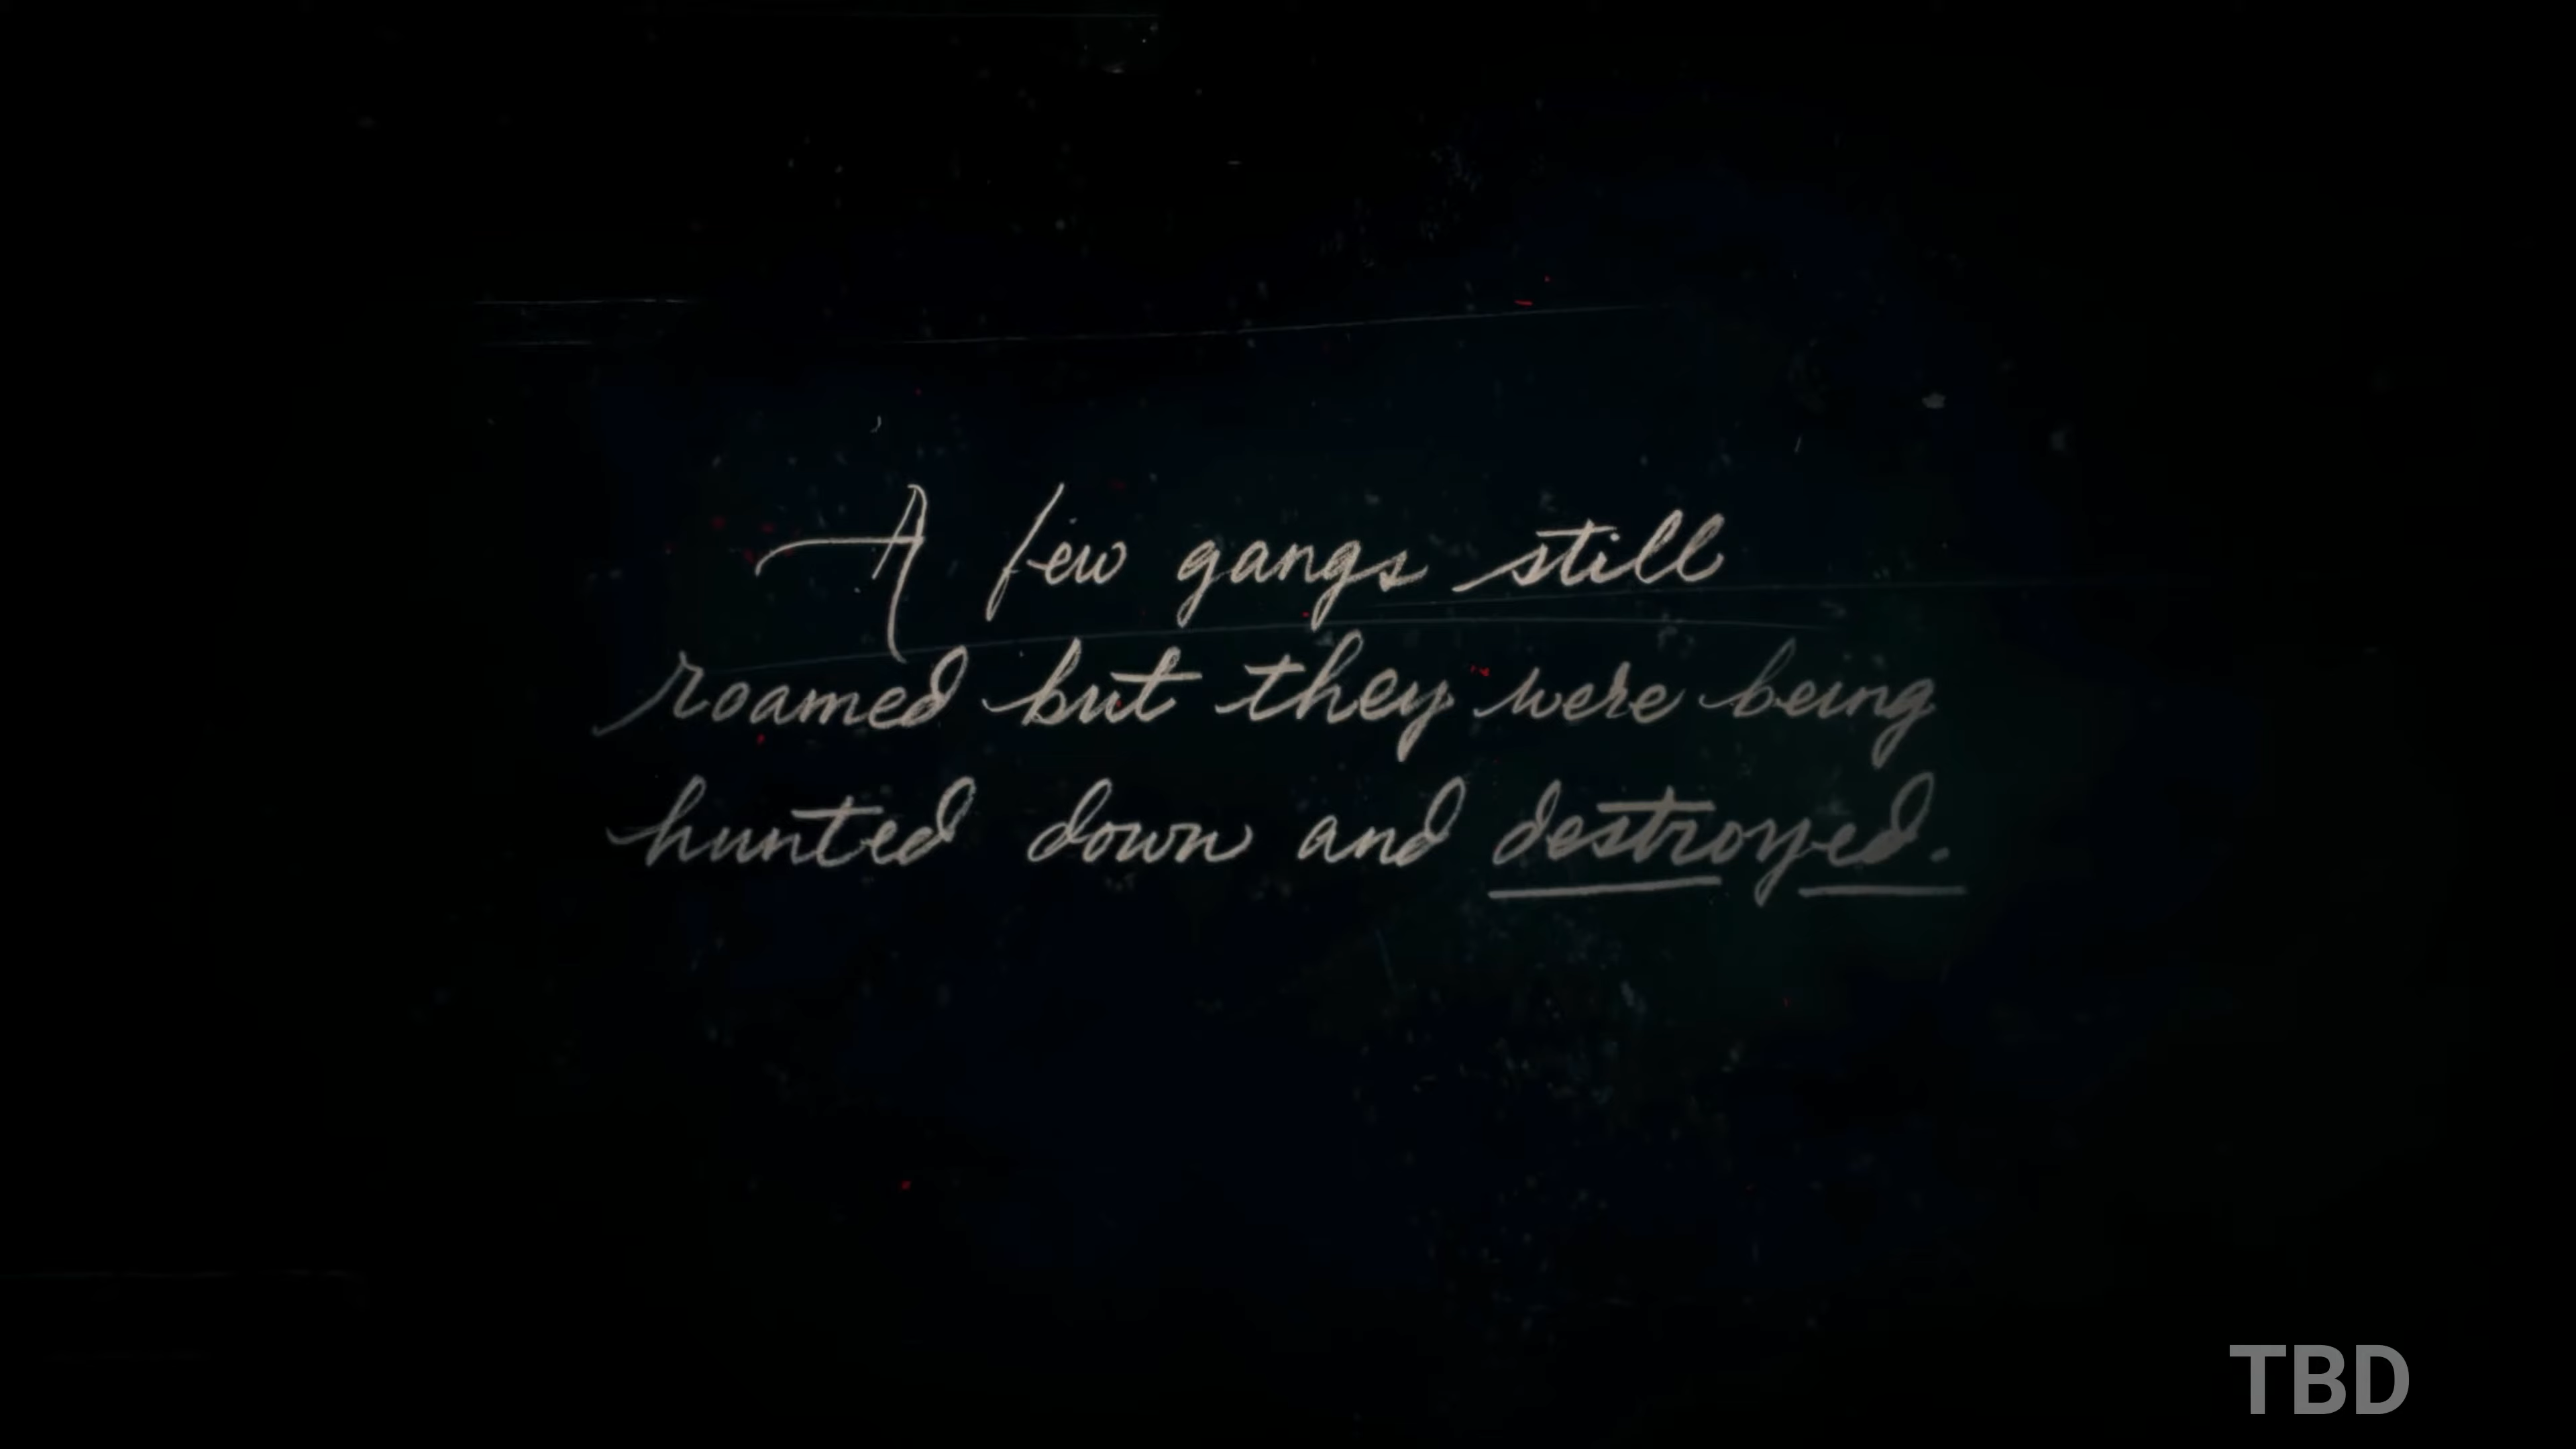 A few gangs still
roamed but they were being
hunted down and destroyed.
TBD